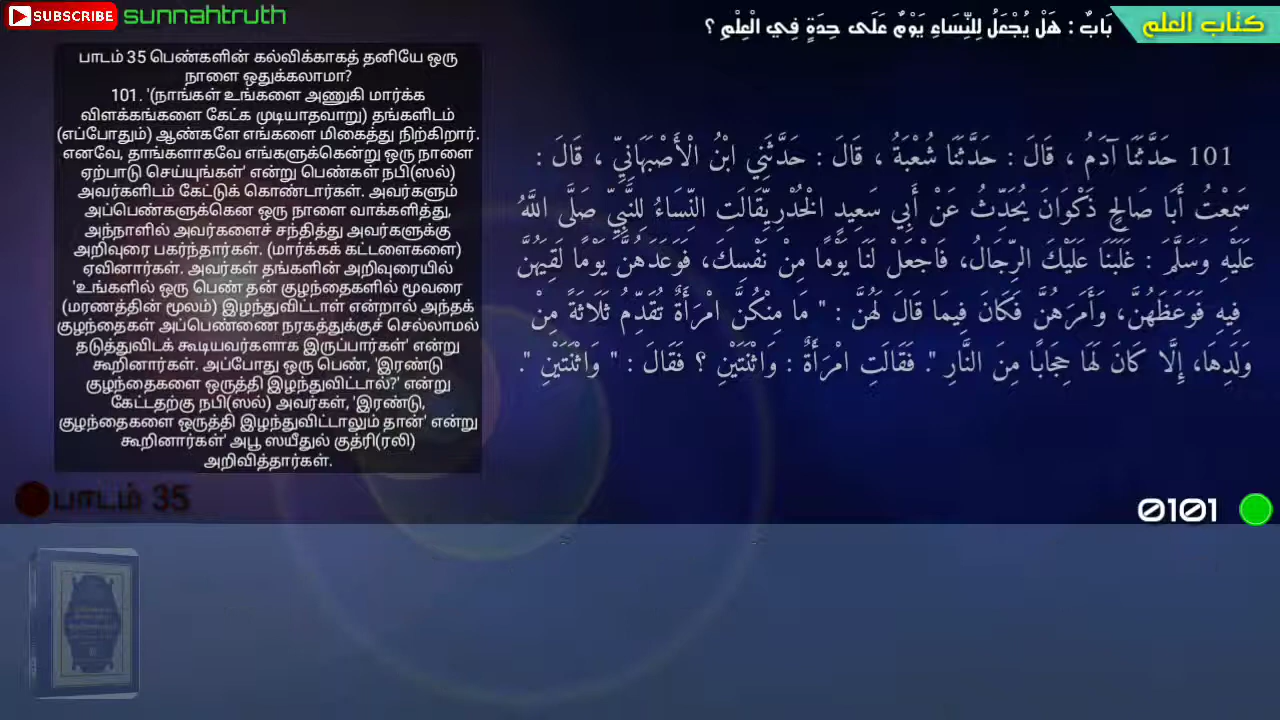 SUBSCRIBE sunnahtruth
كتاب العلم
بَابٌ : هَلْ يُجْعَلُ لِلنِّسَاءِ يَوْمٌ عَلَى حِدَةٍ فِي الْعِلْمِ ؟
பாடம் 35 பெண்களின் கல்விக்காகத் தனியே ஒரு
நாளை ஒதுக்கலாமா?
101. '(நாங்கள் உங்களை அணுகி மார்க்க
விளக்கங்களை கேட்க முடியாதவாறு) தங்களிடம்
(எப்போதும்) ஆண்களே எங்களை மிகைத்து நிற்கிறார்.
எனவே, தாங்களாகவே எங்களுக்கென்று ஒரு நாளை
ஏற்பாடு செய்யுங்கள்' என்று பெண்கள் நபி(ஸல்)
அவர்களிடம் கேட்டுக் கொண்டார்கள். அவர்களும்
அப்பெண்களுக்கென ஒரு நாளை வாக்களித்து,
அந்நாளில் அவர்களைச் சந்தித்து அவர்களுக்கு
அறிவுரை பகர்ந்தார்கள். (மார்க்கக் கட்டளைகளை)
ஏவினார்கள். அவர்கள் தங்களின் அறிவுரையில்
'உங்களில் ஒரு பெண் தன் குழந்தைகளில் மூவரை
(மரணத்தின் மூலம்) இழந்துவிட்டாள் என்றால் அந்தக்
குழந்தைகள் அப்பெண்ணை நரகத்துக்குச் செல்லாமல்
தடுத்துவிடக் கூடியவர்களாக இருப்பார்கள்' என்று
கூறினார்கள். அப்போது ஒரு பெண், 'இரண்டு
குழந்தைகளை ஒருத்தி இழந்துவிட்டால்?' என்று
கேட்டதற்கு நபி(ஸல்) அவர்கள், 'இரண்டு,
குழந்தைகளை ஒருத்தி இழந்துவிட்டாலும் தான்' என்று
கூறினார்கள்' அபூ ஸயீதுல் குத்ரி(ரலி)
அறிவித்தார்கள்.
101 حَدَّثَنَا آدَمُ ، قَالَ : حَدَّثَنَا شُعْبَةُ ، قَالَ : حَدَّثَنِي ابْنُ الْأَصْبَهَانِيِّ ، قَالَ :
سَمِعْتُ أَبَا صَالِحٍ ذَكْوَانَ يُحَدِّثُ عَنْ أَبِي سَعِيدٍ الْخُدْرِيِّقَالَتِ النِّسَاءُ لِلنَّبِيِّ صَلَّى اللَّهُ
عَلَيْهِ وَسَلَّمَ : غَلَبَنَا عَلَيْكَ الرِّجَالُ، فَاجْعَلْ لَنَا يَوْمًا مِنْ نَفْسِكَ، فَوَعَدَهُنَّ يَوْمًا لَقِيَهُنَّ
فِيهِ فَوَعَظَهُنَّ، وَأَمَرَهُنَّ فَكَانَ فِيمَا قَالَ لَهُنَّ : " مَا مِنْكُنَّ امْرَأَةٌ تُقَدِّمُ ثَلَاثَةً مِنْ
وَلَدِهَا، إِلَّا كَانَ لَهَا حِجَابًا مِنَ النَّارِ ". فَقَالَتِ امْرَأَةٌ : وَاثْنَتَيْنِ ؟ فَقَالَ : " وَاثْنَتَيْنِ ".
பாடம் 35
0101